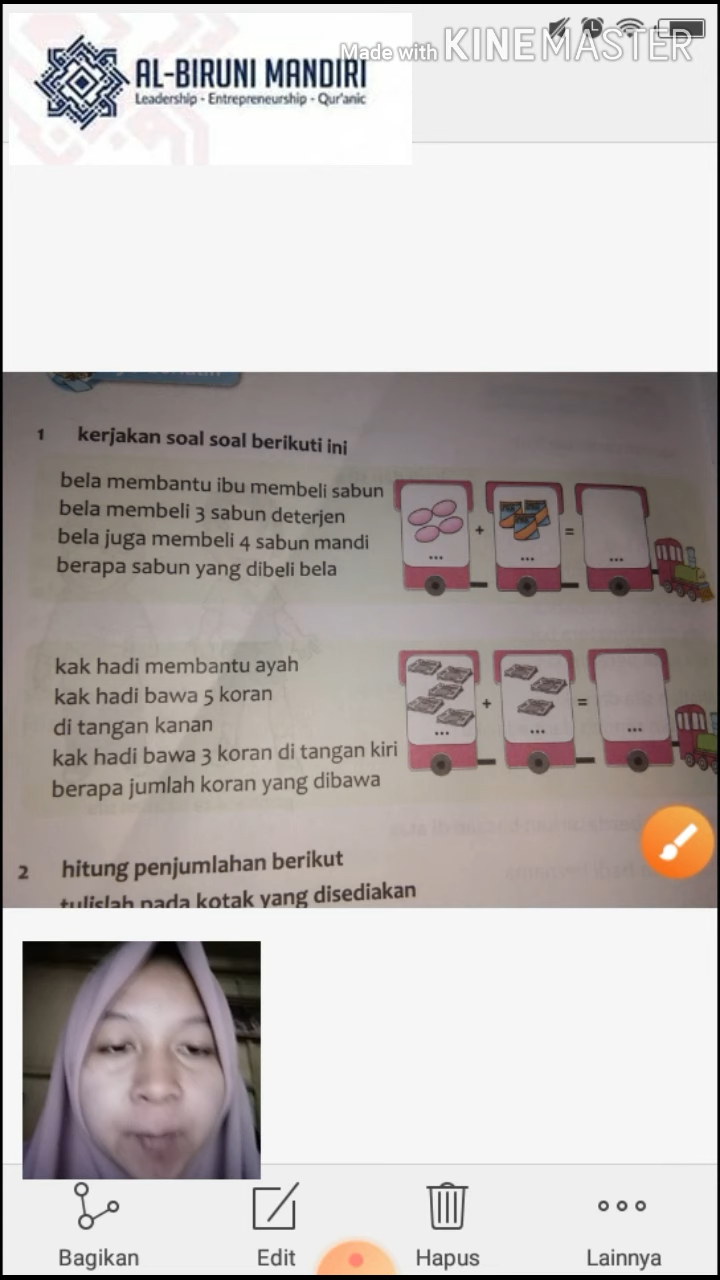 Made with KINEMASTER
AL-BIRUNI MANDIRI
Leadership - Entrepreneurship - Qur'anic
1 kerjakan soal soal berikuti ini
bela membantu ibu membeli sabun
bela membeli 3 sabun deterjen
bela juga membeli 4 sabun mandi
berapa sabun yang dibeli bela
... + ... = ...
kak hadi membantu ayah
kak hadi bawa 5 koran
di tangan kanan
kak hadi bawa 3 koran di tangan kiri
berapa jumlah koran yang dibawa
... + ... = ...
2 hitung penjumlahan berikut
tulislah pada kotak yang disediakan
Bagikan
Edit
Hapus
Lainnya